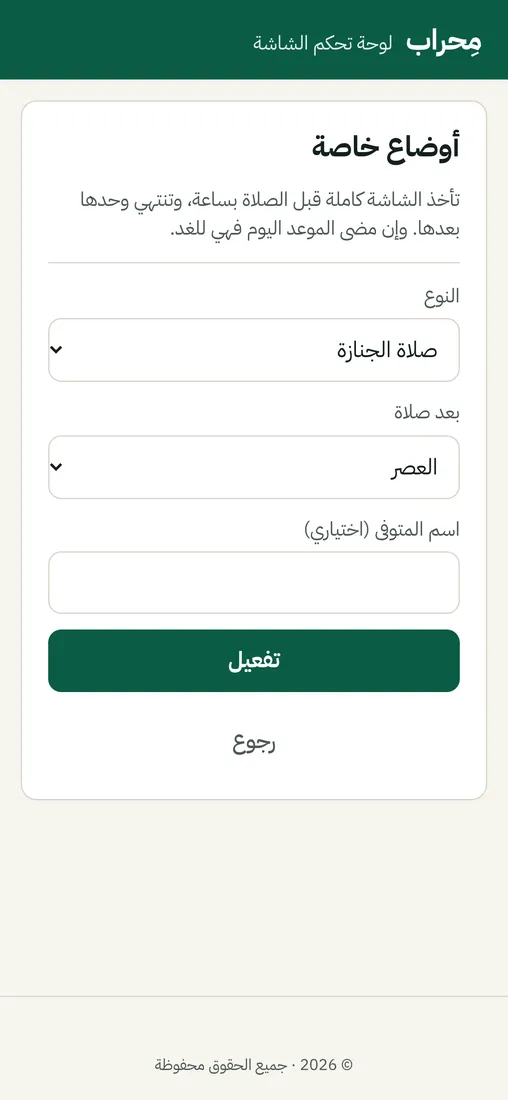 مِحراب لوحة تحكم الشاشة
أوضاع خاصة
تأخذ الشاشة كاملة قبل الصلاة بساعة، وتنتهي وحدها
بعدها. وإن مضى الموعد اليوم فهي للغد.
النوع
صلاة الجنازة
بعد صلاة
العصر
اسم المتوفى (اختياري)
تفعيل
رجوع
© 2026 · جميع الحقوق محفوظة